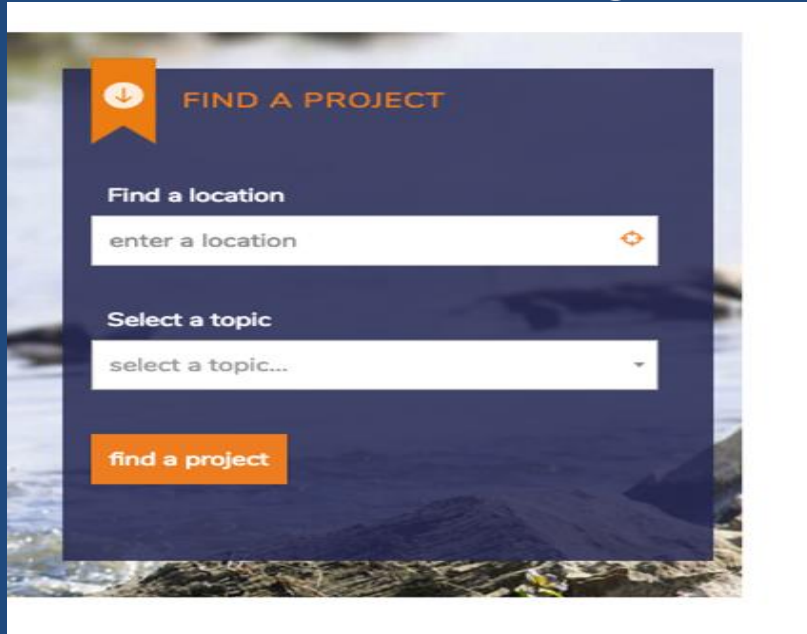 FIND A PROJECT
Find a location
enter a location
Select a topic
select a topic...
find a project